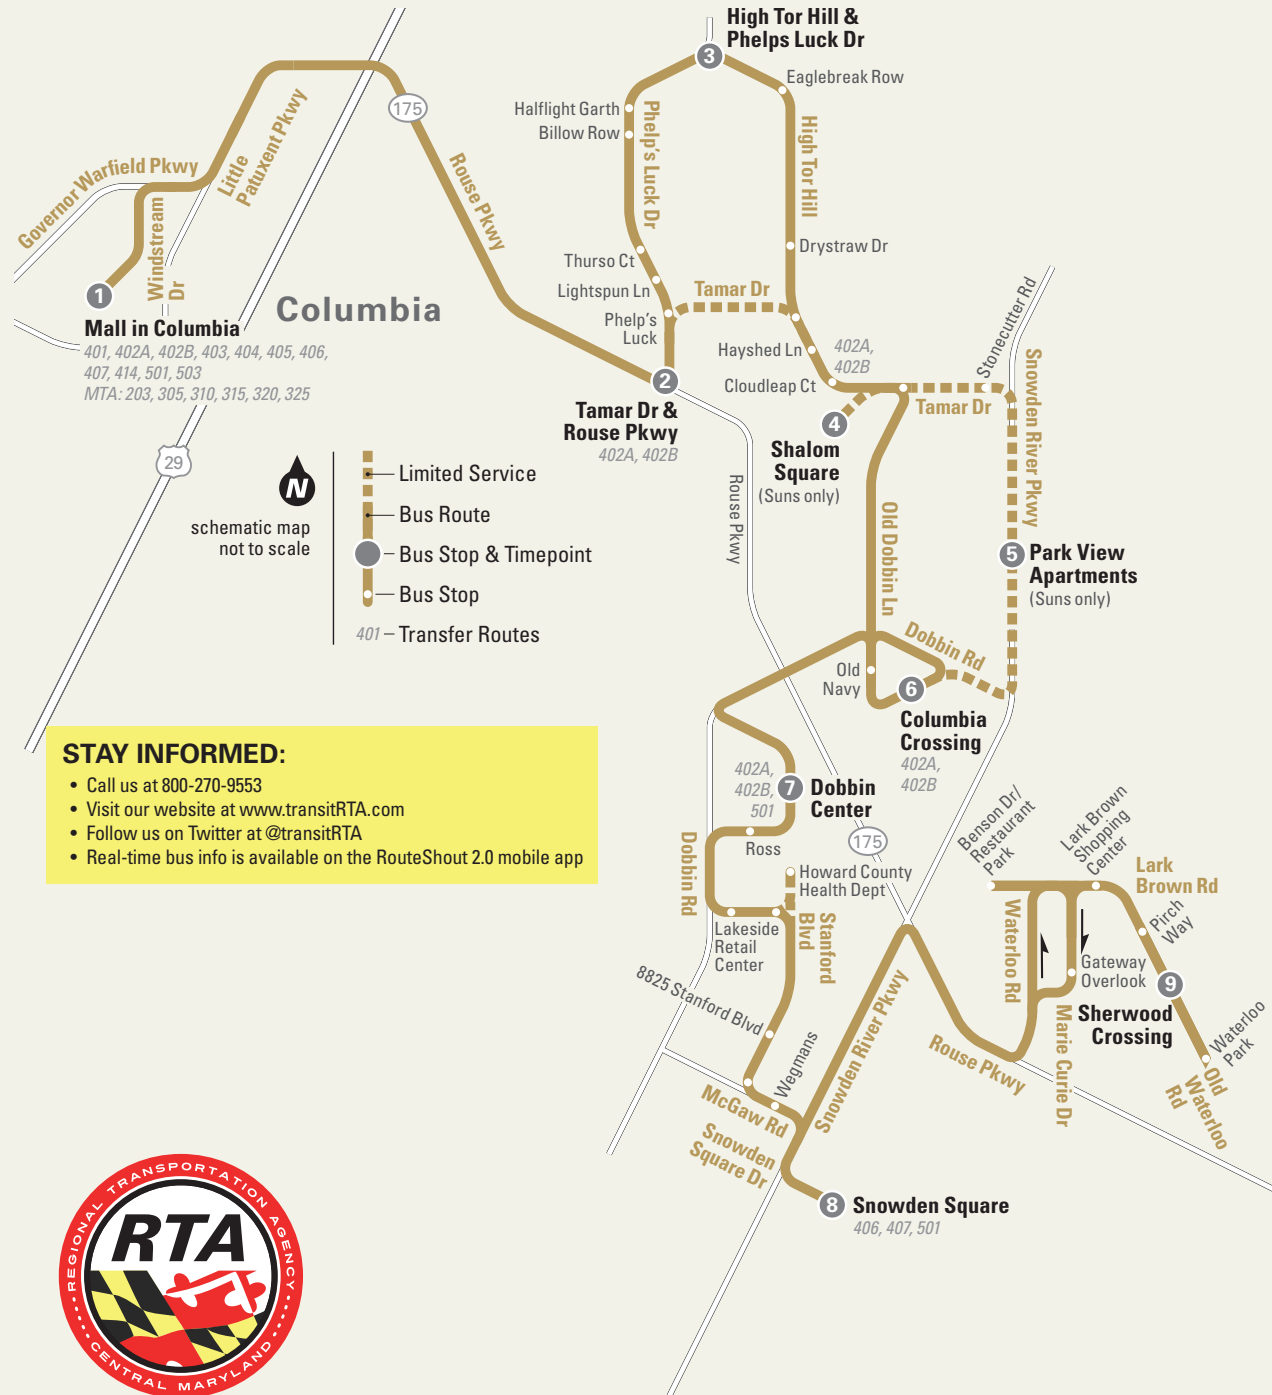 High Tor Hill &
Phelps Luck Dr
3
Eaglebreak Row
175
Halflight Garth
Billow Row
Phelp's Luck Dr
High Tor Hill
Little
Patuxent Pkwy
Governor Warfield Pkwy
Rouse Pkwy
Windstream
Dr
Drystraw Dr
Thurso Ct
Lightspun Ln
Tamar Dr
Stonecutter Rd
1
Mall in Columbia
401, 402A, 402B, 403, 404, 405, 406,
407, 414, 501, 503
MTA: 203, 305, 310, 315, 320, 325
Columbia
Phelp's
Luck
Hayshed Ln
402A,
402B
Cloudleap Ct
Tamar Dr
Snowden River Pkwy
2
Tamar Dr &
Rouse Pkwy
402A, 402B
4
Shalom
Square
(Suns only)
29
N
schematic map
not to scale
Limited Service
Bus Route
Bus Stop & Timepoint
Bus Stop
401
Transfer Routes
Rouse Pkwy
Old Dobbin Ln
5
Park View
Apartments
(Suns only)
Dobbin Rd
Old
Navy
6
Columbia
Crossing
402A,
402B
STAY INFORMED:
• Call us at 800-270-9553
• Visit our website at www.transitRTA.com
• Follow us on Twitter at @transitRTA
• Real-time bus info is available on the RouteShout 2.0 mobile app
402A,
402B,
501
7
Dobbin
Center
Ross
175
Dobbin Rd
Howard County
Health Dept
Stanford
Blvd
Lakeside
Retail
Center
8825 Stanford Blvd
Wegmans
McGaw Rd
Snowden
Square Dr
Snowden River Pkwy
8
Snowden Square
406, 407, 501
Benson Dr/
Restaurant
Park
Lark Brown
Shopping
Center
Lark
Brown Rd
Pirch
Way
Waterloo Rd
Gateway
Overlook
9
Sherwood
Crossing
Marie Curie Dr
Rouse Pkwy
Waterloo
Park
Old
Waterloo
Rd
REGIONAL TRANSPORTATION AGENCY
RTA
CENTRAL MARYLAND